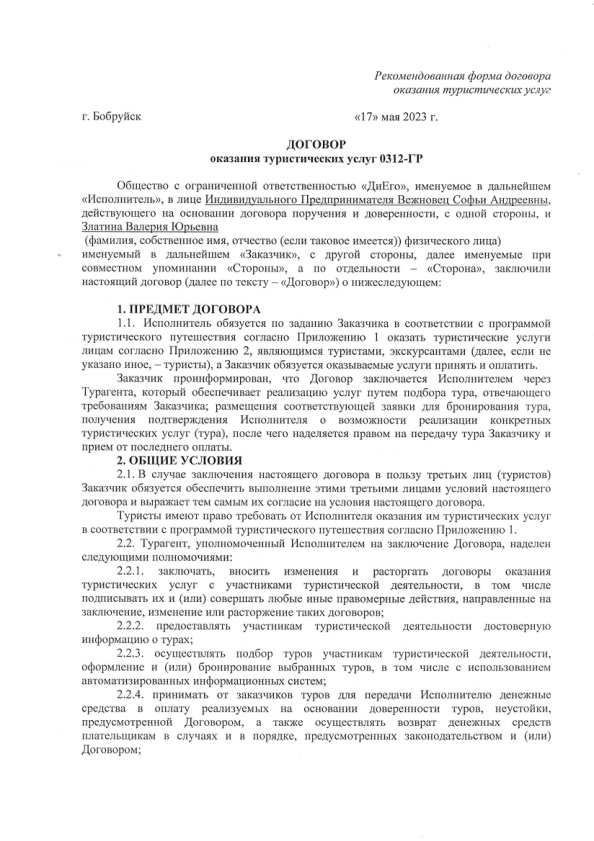 Рекомендованная форма договора
оказания туристических услуг
г. Бобруйск «17» мая 2023 г.
ДОГОВОР
оказания туристических услуг 0312-ГР
Общество с ограниченной ответственностью «ДиЕго», именуемое в дальнейшем
«Исполнитель», в лице Индивидуального Предпринимателя Вежновец Софьи Андреевны,
действующего на основании договора поручения и доверенности, с одной стороны, и
Златина Валерия Юрьевна
(фамилия, собственное имя, отчество (если таковое имеется)) физического лица)
именуемый в дальнейшем «Заказчик», с другой стороны, далее именуемые при
совместном упоминании «Стороны», а по отдельности – «Сторона», заключили
настоящий договор (далее по тексту – «Договор») о нижеследующем:
1. ПРЕДМЕТ ДОГОВОРА
1.1. Исполнитель обязуется по заданию Заказчика в соответствии с программой
туристического путешествия согласно Приложению 1 оказать туристические услуги
лицам согласно Приложению 2, являющимся туристами, экскурсантами (далее, если не
указано иное, – туристы), а Заказчик обязуется оказываемые услуги принять и оплатить.
Заказчик проинформирован, что Договор заключается Исполнителем через
Турагента, который обеспечивает реализацию услуг путем подбора тура, отвечающего
требованиям Заказчика; размещения соответствующей заявки для бронирования тура,
получения подтверждения Исполнителя о возможности реализации конкретных
туристических услуг (тура), после чего наделяется правом на передачу тура Заказчику и
прием от последнего оплаты.
2. ОБЩИЕ УСЛОВИЯ
2.1. В случае заключения настоящего договора в пользу третьих лиц (туристов)
Заказчик обязуется обеспечить выполнение этими третьими лицами условий настоящего
договора и выражает тем самым их согласие на условия настоящего договора.
Туристы имеют право требовать от Исполнителя оказания им туристических услуг
в соответствии с программой туристического путешествия согласно Приложению 1.
2.2. Турагент, уполномоченный Исполнителем на заключение Договора, наделен
следующими полномочиями:
2.2.1. заключать, вносить изменения и расторгать договоры оказания
туристических услуг с участниками туристической деятельности, в том числе
подписывать их и (или) совершать любые иные правомерные действия, направленные на
заключение, изменение или расторжение таких договоров;
2.2.2. предоставлять участникам туристической деятельности достоверную
информацию о турах;
2.2.3. осуществлять подбор туров участникам туристической деятельности,
оформление и (или) бронирование выбранных туров, в том числе с использованием
автоматизированных информационных систем;
2.2.4. принимать от заказчиков туров для передачи Исполнителю денежные
средства в оплату реализуемых на основании доверенности туров, неустойки,
предусмотренной Договором, а также осуществлять возврат денежных средств
плательщикам в случаях и в порядке, предусмотренных законодательством и (или)
Договором;